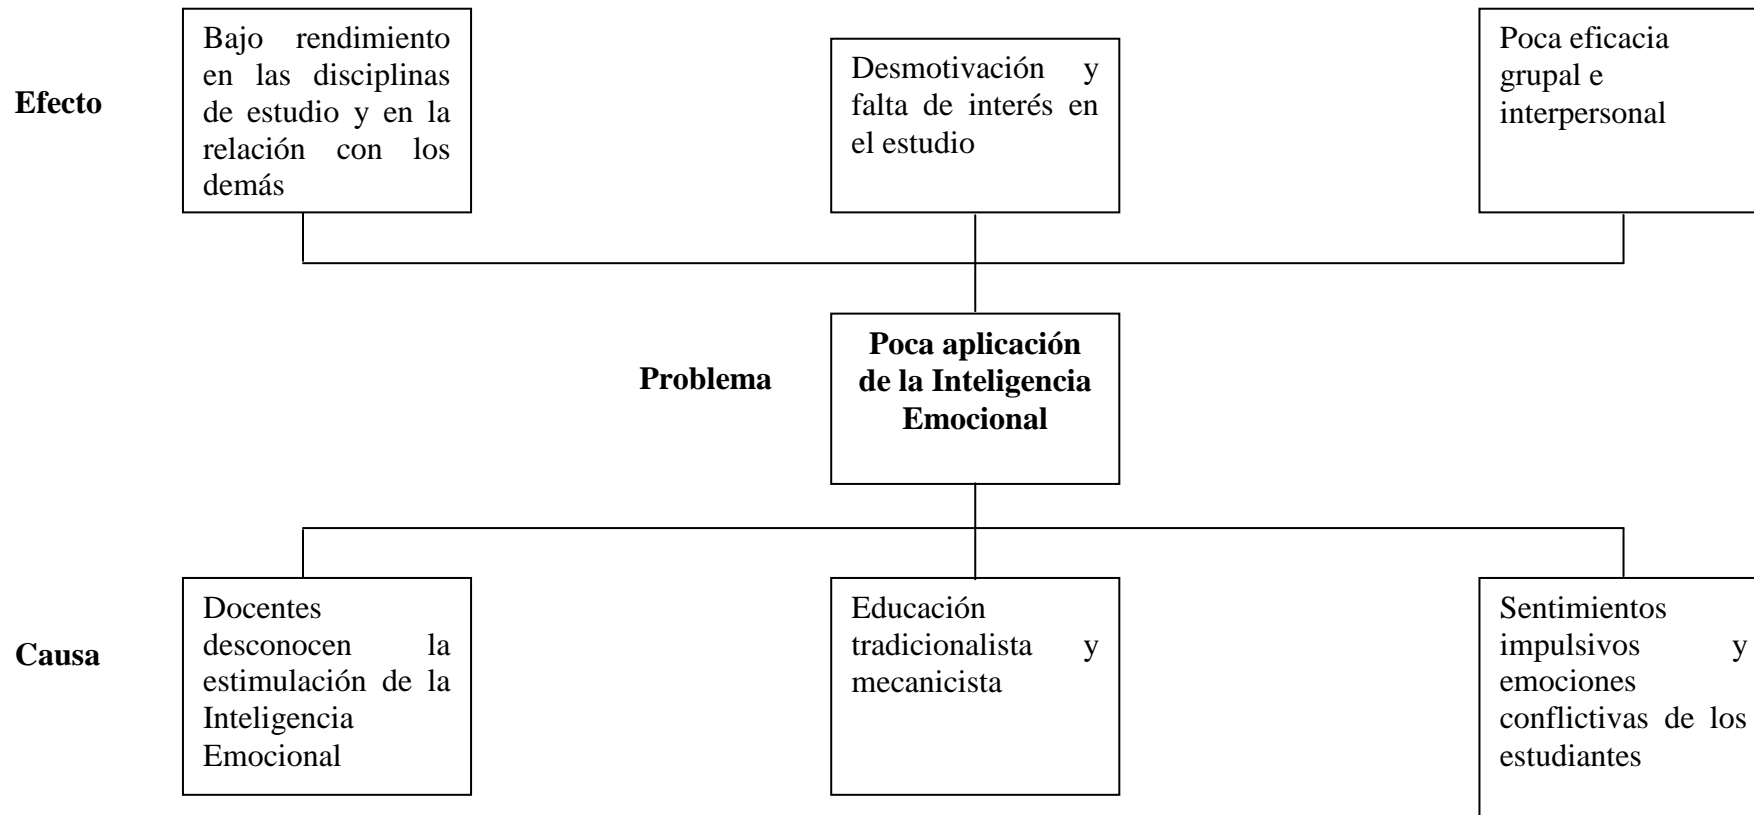 Efecto
Bajo rendimiento
en las disciplinas
de estudio y en la
relación con los
demás
Desmotivación y
falta de interés en
el estudio
Poca eficacia
grupal e
interpersonal
Problema
Poca aplicación
de la Inteligencia
Emocional
Causa
Docentes
desconocen la
estimulación de la
Inteligencia
Emocional
Educación
tradicionalista y
mecanicista
Sentimientos
impulsivos y
emociones
conflictivas de los
estudiantes